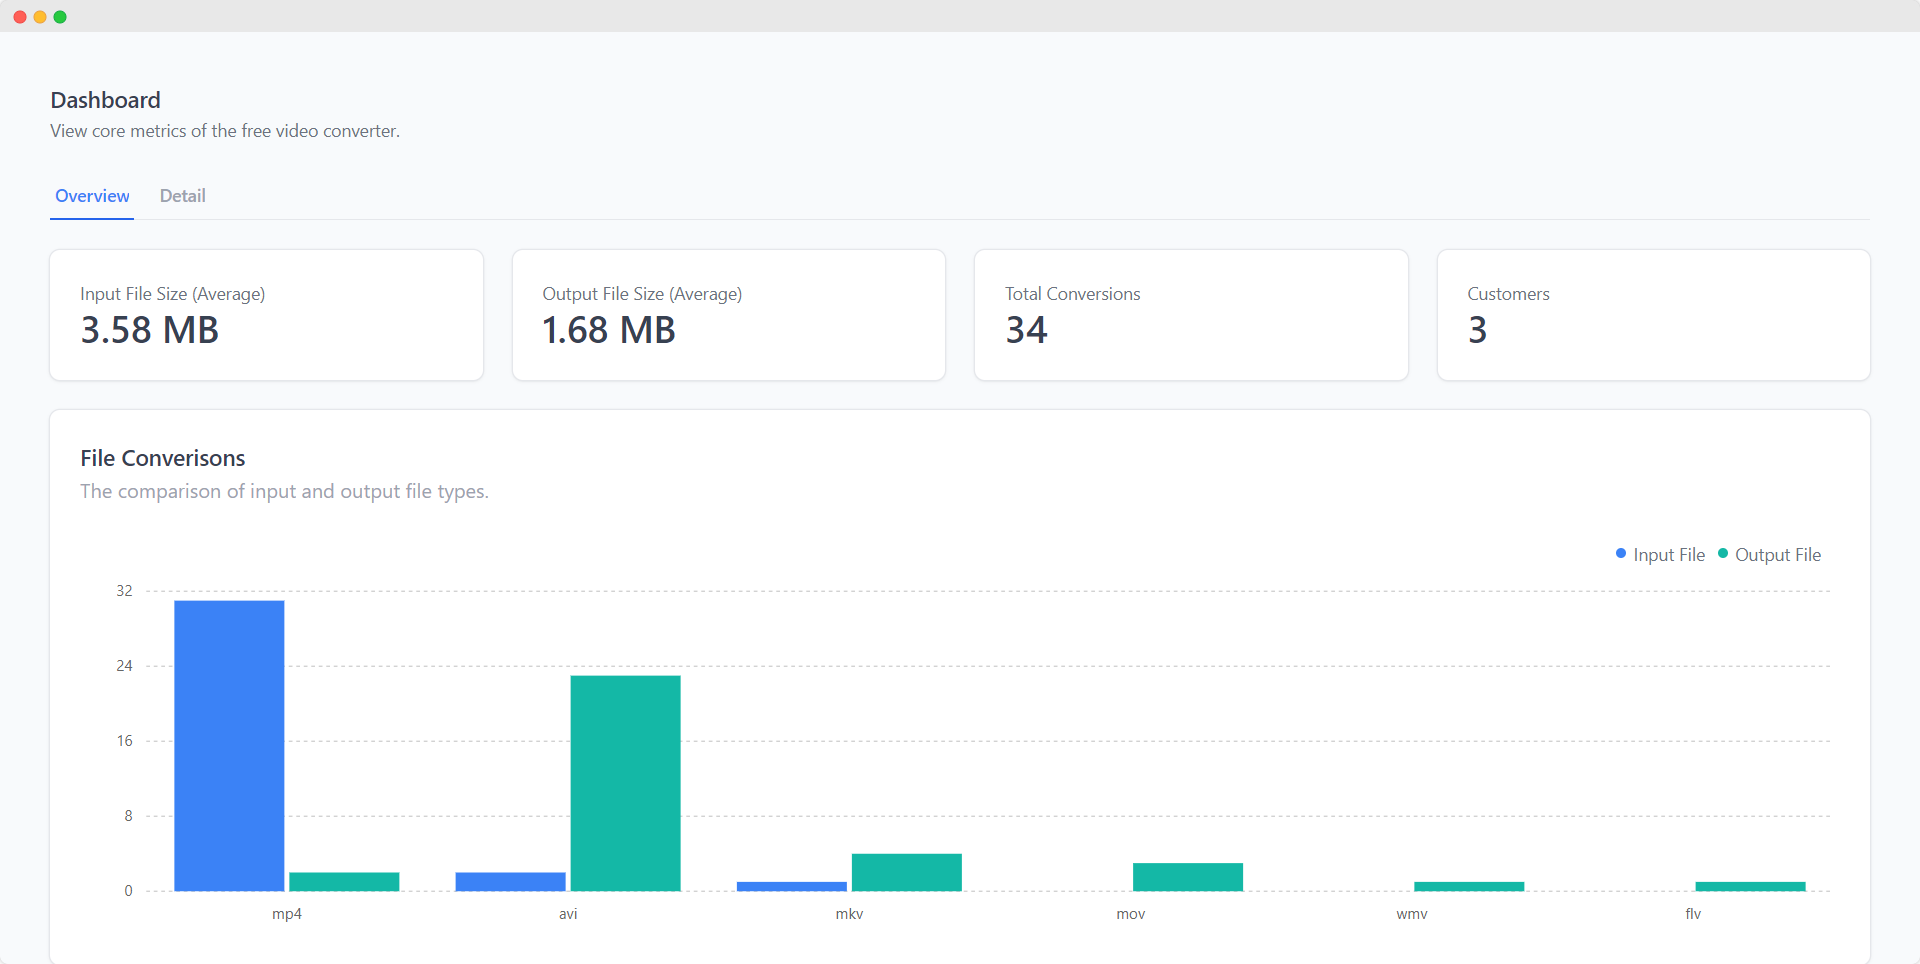 Dashboard
View core metrics of the free video converter.
Overview Detail
Input File Size (Average)
3.58 MB
Output File Size (Average)
1.68 MB
Total Conversions
34
Customers
3
File Converisons
The comparison of input and output file types.
Input File Output File
32
24
16
8
0
mp4 avi mkv mov wmv flv